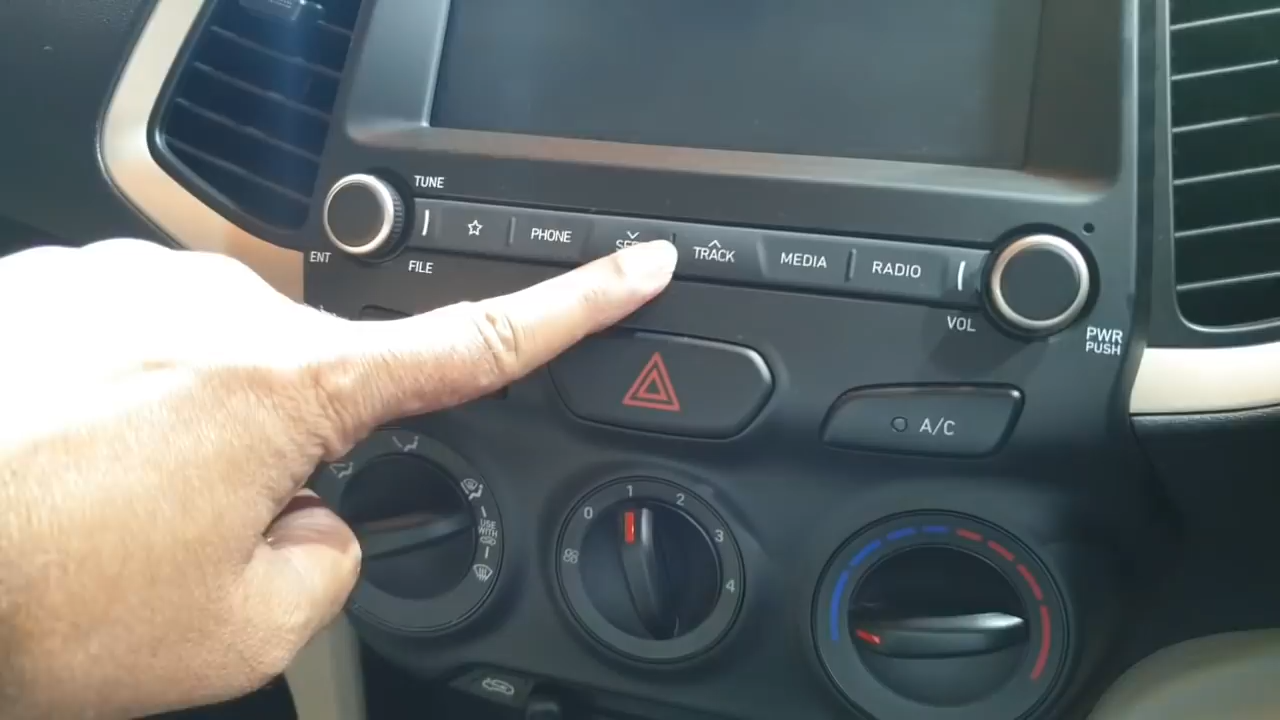 TUNE
PHONE
TRACK
MEDIA
RADIO
ENT
FILE
VOL
PWR
PUSH
A/C
0
1
2
3
4
USE
WITH